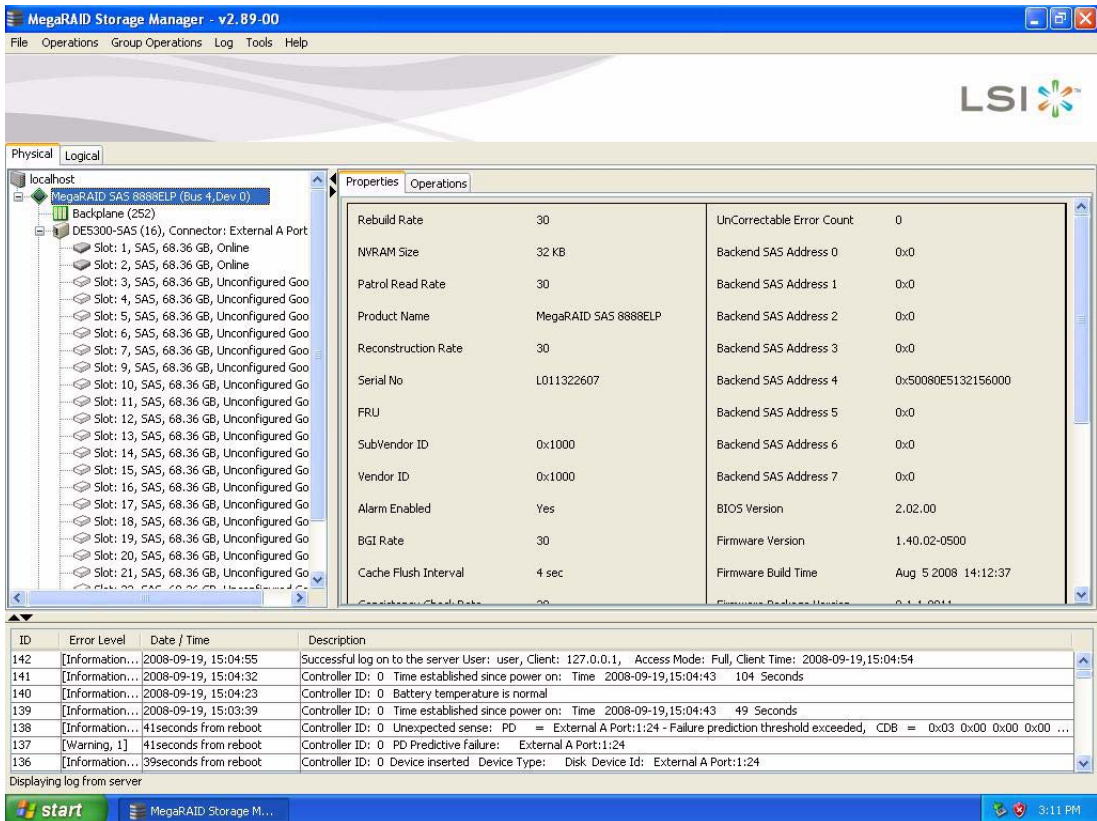 MegaRAID Storage Manager - v2.89-00
File Operations Group Operations Log Tools Help
LSI
Physical Logical
localhost
MegaRAID SAS 8888ELP (Bus 4,Dev 0)
Backplane (252)
DE5300-SAS (16), Connector: External A Port
Slot: 1, SAS, 68.36 GB, Online
Slot: 2, SAS, 68.36 GB, Online
Slot: 3, SAS, 68.36 GB, Unconfigured Goo
Slot: 4, SAS, 68.36 GB, Unconfigured Goo
Slot: 5, SAS, 68.36 GB, Unconfigured Goo
Slot: 6, SAS, 68.36 GB, Unconfigured Goo
Slot: 7, SAS, 68.36 GB, Unconfigured Goo
Slot: 9, SAS, 68.36 GB, Unconfigured Goo
Slot: 10, SAS, 68.36 GB, Unconfigured Go
Slot: 11, SAS, 68.36 GB, Unconfigured Go
Slot: 12, SAS, 68.36 GB, Unconfigured Go
Slot: 13, SAS, 68.36 GB, Unconfigured Go
Slot: 14, SAS, 68.36 GB, Unconfigured Go
Slot: 15, SAS, 68.36 GB, Unconfigured Go
Slot: 16, SAS, 68.36 GB, Unconfigured Go
Slot: 17, SAS, 68.36 GB, Unconfigured Go
Slot: 18, SAS, 68.36 GB, Unconfigured Go
Slot: 19, SAS, 68.36 GB, Unconfigured Go
Slot: 20, SAS, 68.36 GB, Unconfigured Go
Slot: 21, SAS, 68.36 GB, Unconfigured Go
Properties Operations
Rebuild Rate 30 UnCorrectable Error Count 0
NVRAM Size 32 KB Backend SAS Address 0 0x0
Patrol Read Rate 30 Backend SAS Address 1 0x0
Product Name MegaRAID SAS 8888ELP Backend SAS Address 2 0x0
Reconstruction Rate 30 Backend SAS Address 3 0x0
Serial No L011322607 Backend SAS Address 4 0x50080E5132156000
FRU Backend SAS Address 5 0x0
SubVendor ID 0x1000 Backend SAS Address 6 0x0
Vendor ID 0x1000 Backend SAS Address 7 0x0
Alarm Enabled Yes BIOS Version 2.02.00
BGI Rate 30 Firmware Version 1.40.02-0500
Cache Flush Interval 4 sec Firmware Build Time Aug 5 2008 14:12:37
ID Error Level Date / Time Description
142 [Information... 2008-09-19, 15:04:55 Successful log on to the server User: user, Client: 127.0.0.1, Access Mode: Full, Client Time: 2008-09-19,15:04:54
141 [Information... 2008-09-19, 15:04:32 Controller ID: 0 Time established since power on: Time 2008-09-19,15:04:43 104 Seconds
140 [Information... 2008-09-19, 15:04:23 Controller ID: 0 Battery temperature is normal
139 [Information... 2008-09-19, 15:03:39 Controller ID: 0 Time established since power on: Time 2008-09-19,15:04:43 49 Seconds
138 [Information... 41seconds from reboot Controller ID: 0 Unexpected sense: PD = External A Port:1:24 - Failure prediction threshold exceeded, CDB = 0x03 0x00 0x00 0x00 ...
137 [Warning, 1] 41seconds from reboot Controller ID: 0 PD Predictive failure: External A Port:1:24
136 [Information... 39seconds from reboot Controller ID: 0 Device inserted Device Type: Disk Device Id: External A Port:1:24
Displaying log from server
start MegaRAID Storage M... 3:11 PM